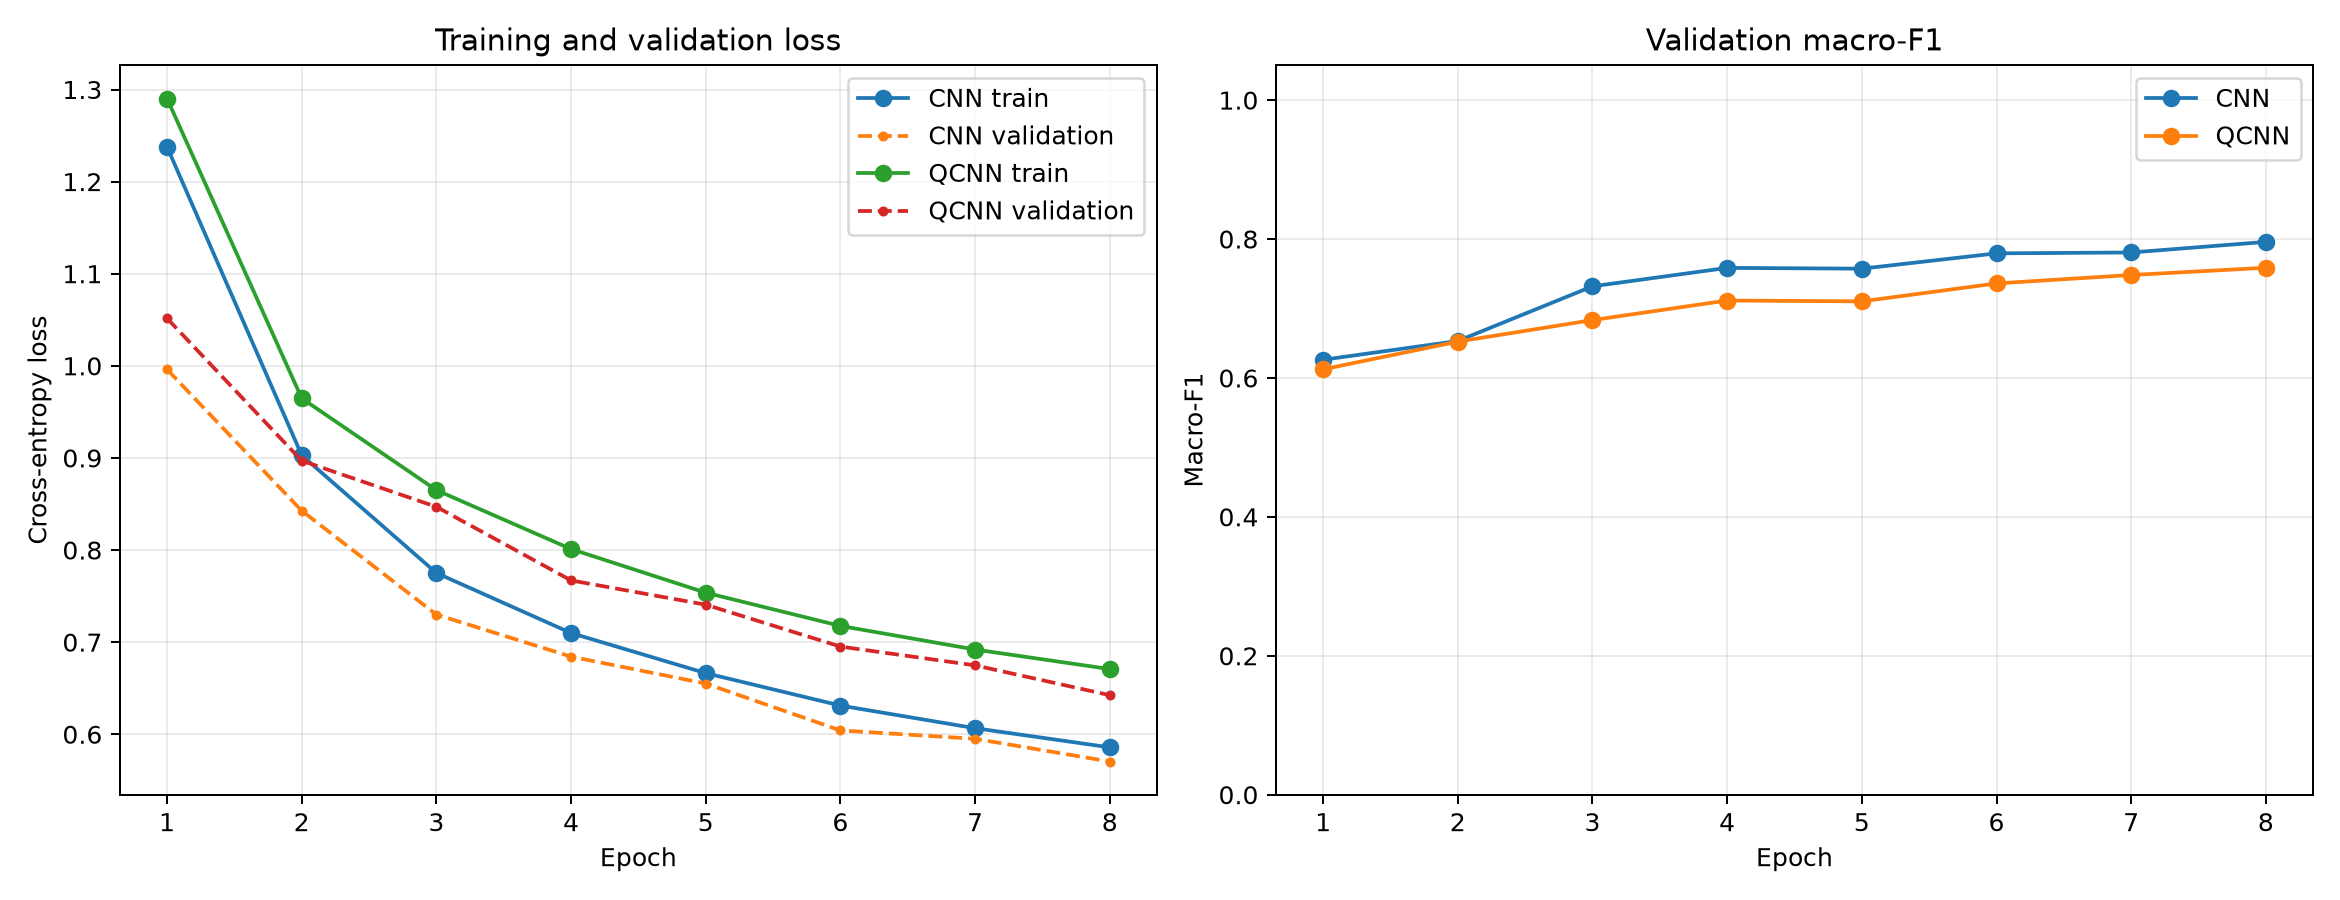 Training and validation loss
1.3
1.2
1.1
1.0
0.9
0.8
0.7
0.6
Cross-entropy loss
1 2 3 4 5 6 7 8
Epoch
CNN train
CNN validation
QCNN train
QCNN validation
Validation macro-F1
1.0
0.8
0.6
0.4
0.2
0.0
Macro-F1
1 2 3 4 5 6 7 8
Epoch
CNN
QCNN